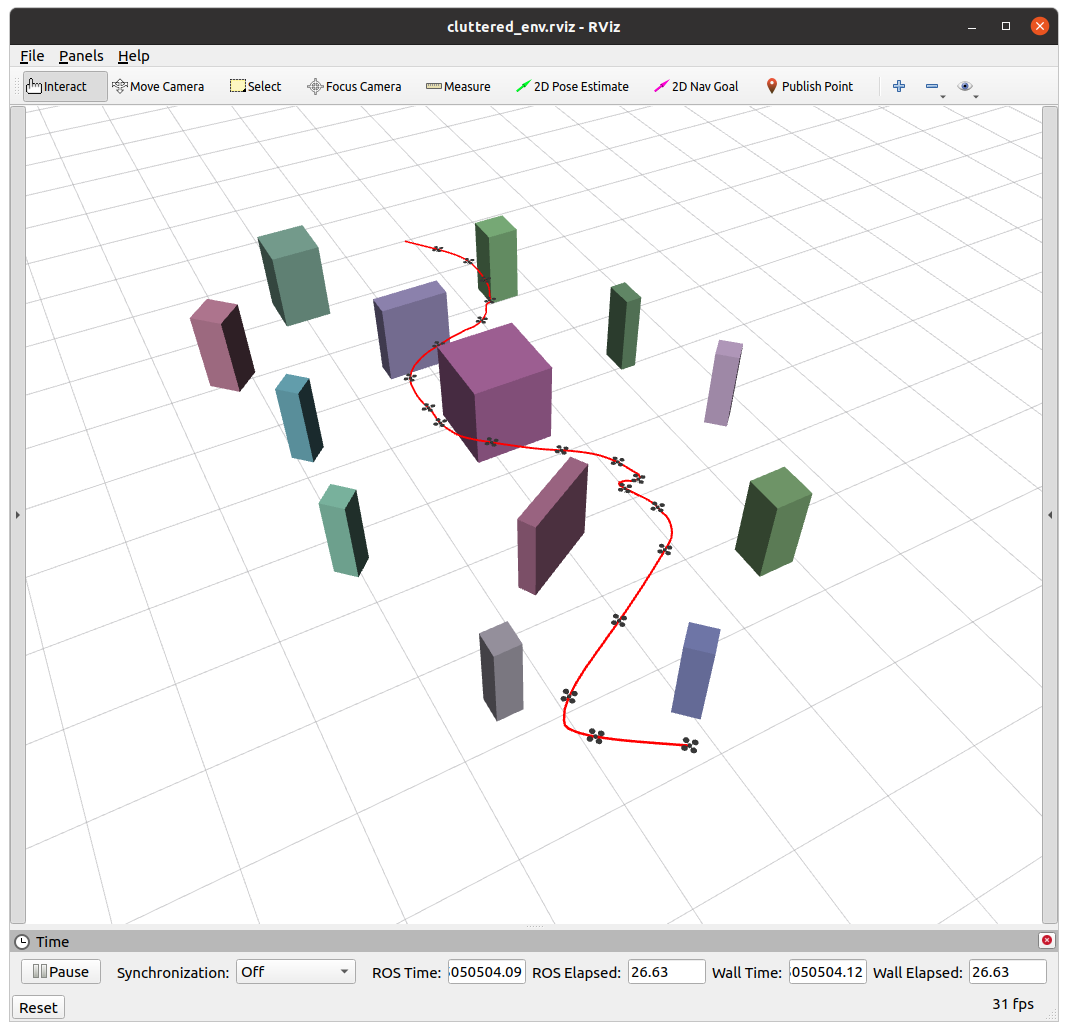 cluttered_env.rviz - RViz
File Panels Help
Interact Move Camera Select Focus Camera Measure 2D Pose Estimate 2D Nav Goal Publish Point
Time
Pause Synchronization: Off ROS Time: 050504.09 ROS Elapsed: 26.63 Wall Time: 050504.12 Wall Elapsed: 26.63
Reset 31 fps